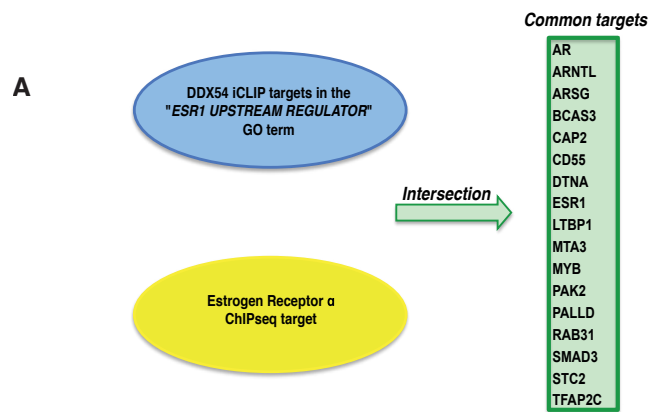 Common targets
A
DDX54 iCLIP targets in the
"ESR1 UPSTREAM REGULATOR"
GO term
Intersection
Estrogen Receptor α
ChIPseq target
AR
ARNTL
ARSG
BCAS3
CAP2
CD55
DTNA
ESR1
LTBP1
MTA3
MYB
PAK2
PALLD
RAB31
SMAD3
STC2
TFAP2C